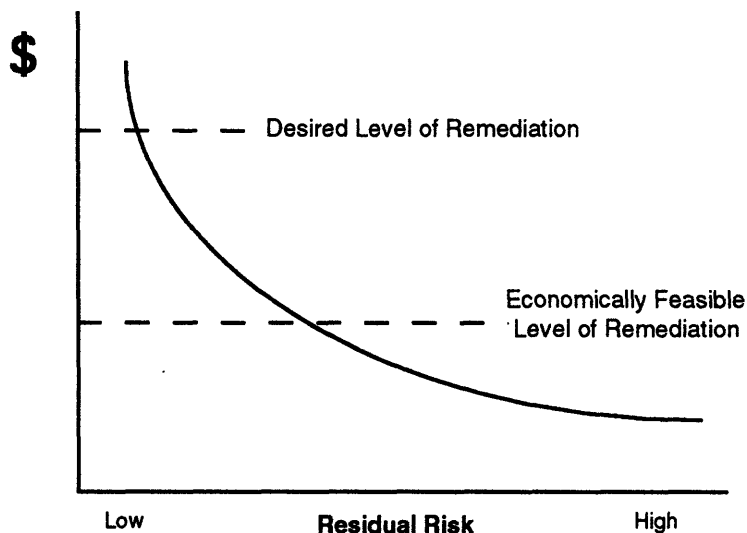 $
Desired Level of Remediation
Economically Feasible
Level of Remediation
Low
Residual Risk
High